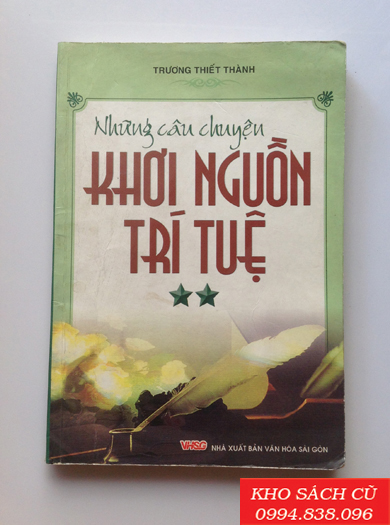 TRƯƠNG THIẾT THÀNH
Những câu chuyện
KHƠI NGUỒN
TRÍ TUỆ
VHSG NHÀ XUẤT BẢN VĂN HÓA SÀI GÒN
KHO SÁCH CŨ
0994.838.096